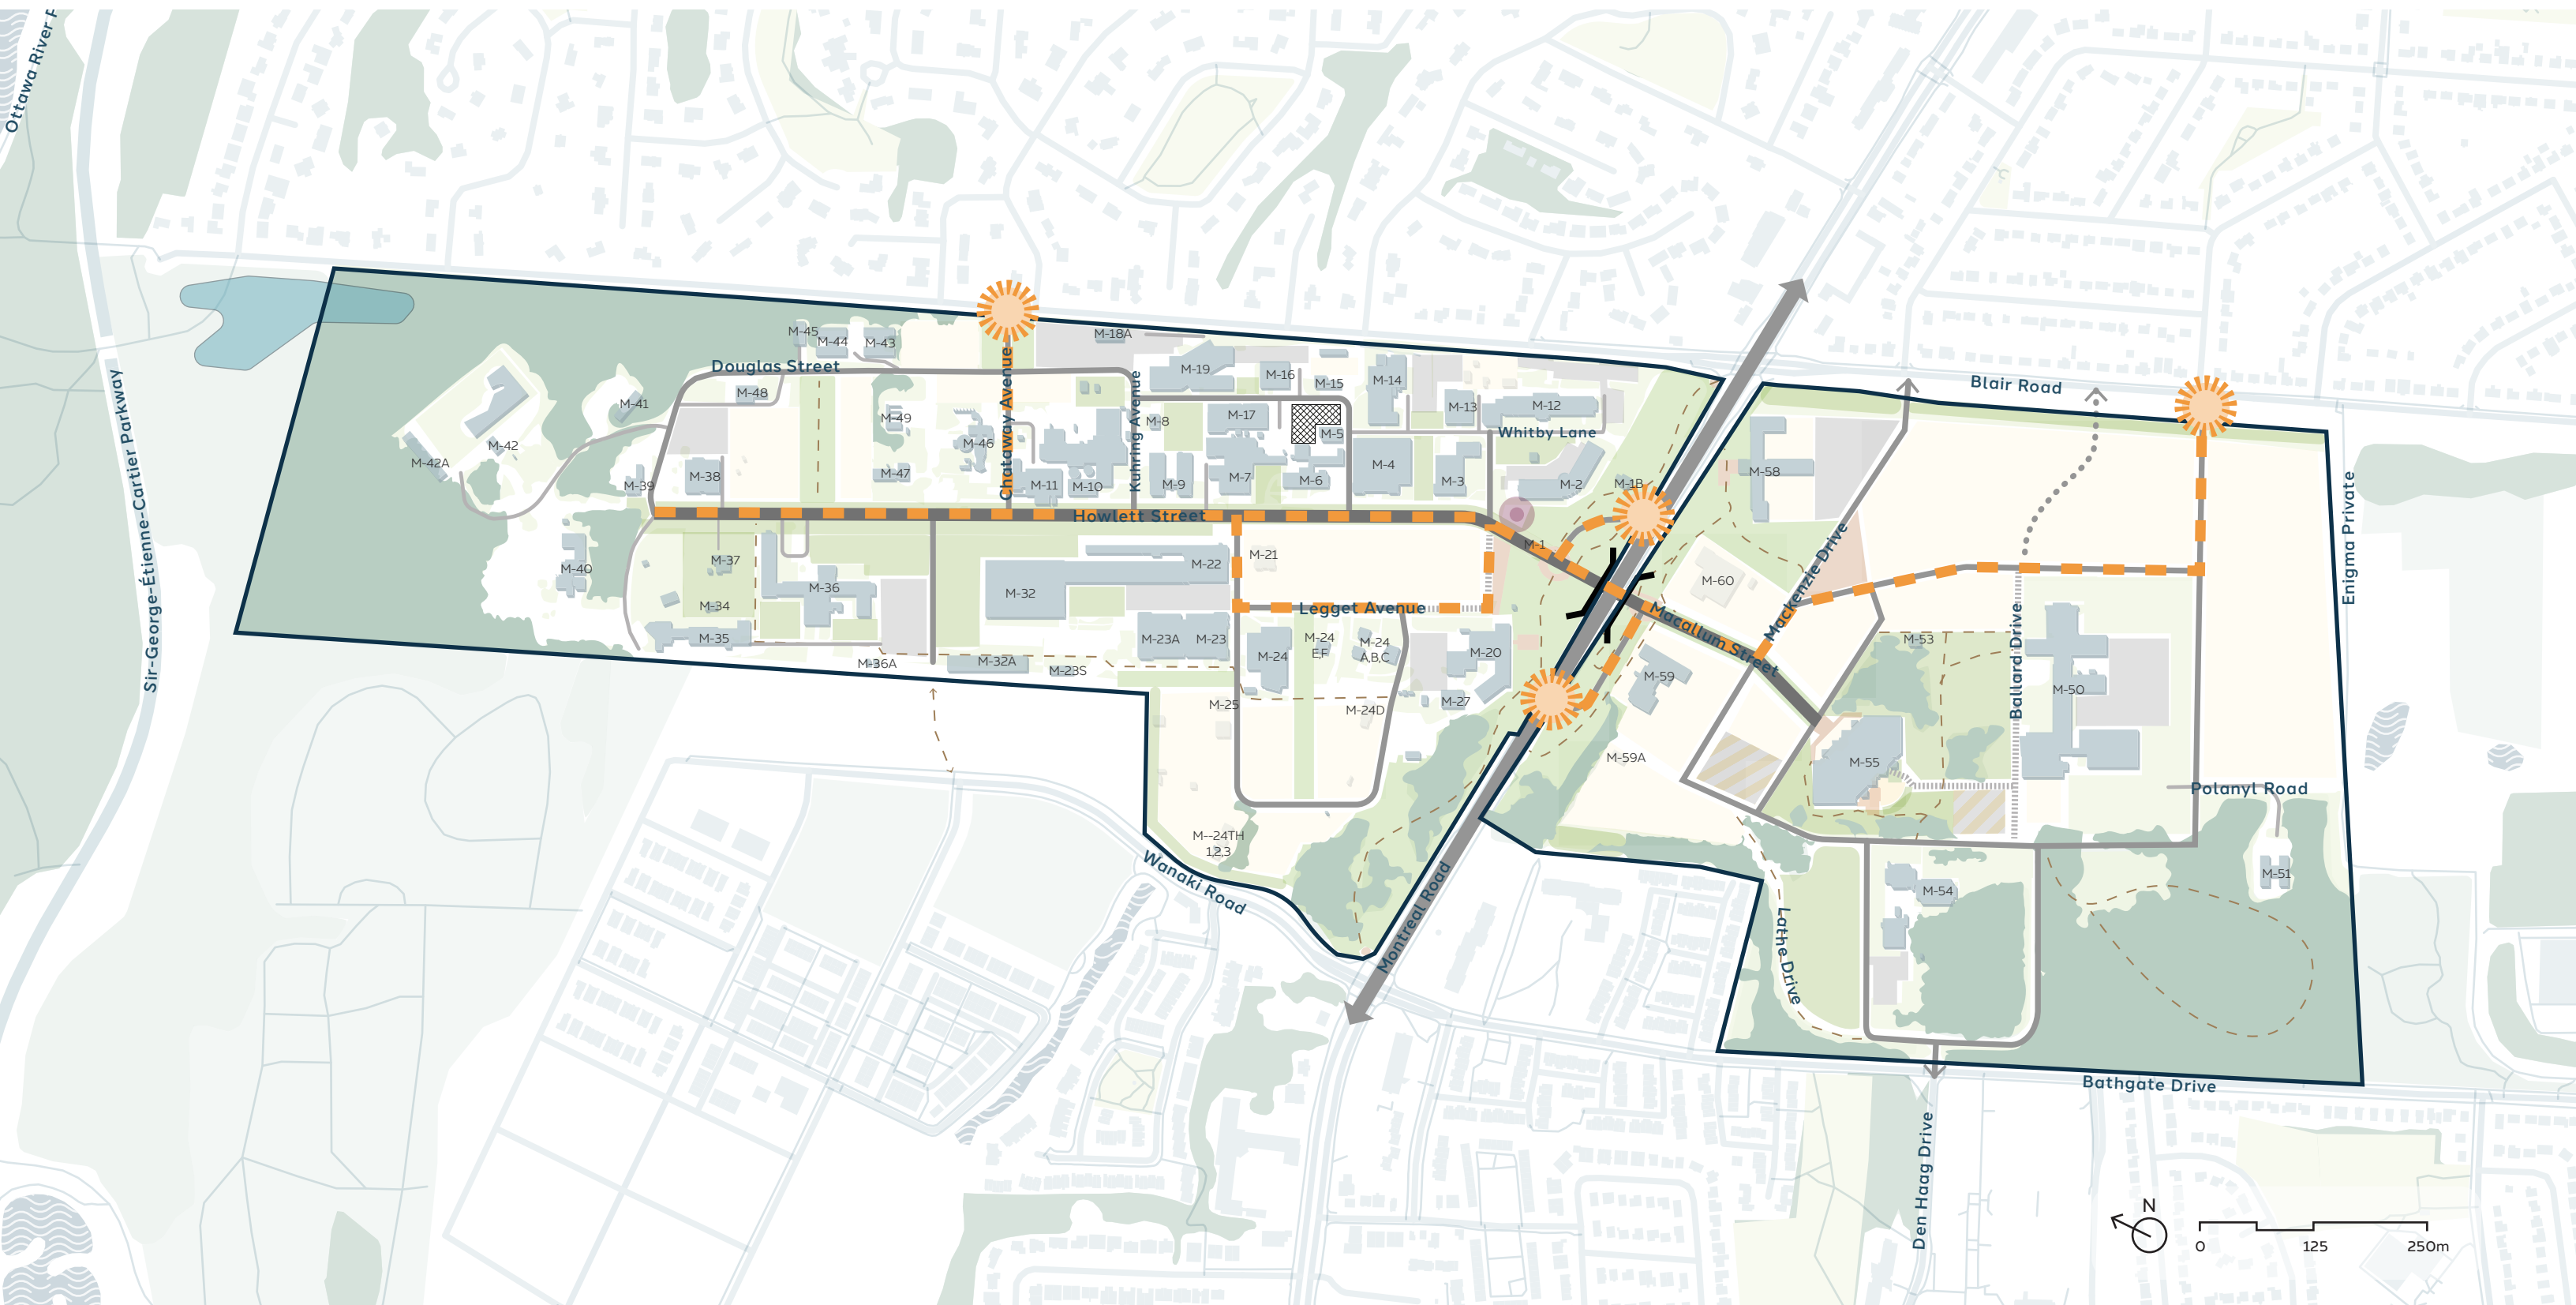 Ottawa River P
Sir-George-Étienne-Cartier Parkway
Douglas Street
Chataway Avenue
Kuhring Avenue
Howlett Street
Whitby Lane
Legget Avenue
Macallum Street
Mackenzie Drive
Blair Road
Enigma Private
Ballard Drive
Polanyl Road
Lathe Drive
Bathgate Drive
Den Haag Drive
Montreal Road
Wanaki Road
M-45
M-44
M-43
M-18A
M-48
M-41
M-42
M-42A
M-39
M-38
M-49
M-46
M-47
M-11
M-10
M-8
M-9
M-19
M-16
M-15
M-17
M-5
M-7
M-6
M-14
M-13
M-12
M-4
M-3
M-2
M-1B
M-1
M-58
M-60
M-40
M-37
M-34
M-35
M-36
M-36A
M-32
M-22
M-21
M-23A
M-23
M-32A
M-23S
M-24
M-24
E,F
M-24
A,B,C
M-20
M-27
M-25
M-24D
M--24TH
1,2,3
M-59
M-59A
M-53
M-50
M-55
M-54
M-51
N
0
125
250m